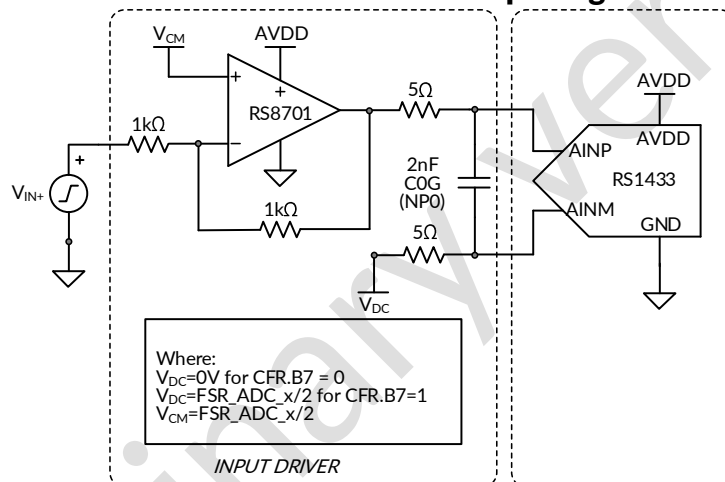 V_CM
AVDD
+
+
RS8701
−
1kΩ
1kΩ
+
V_IN+
5Ω
2nF
C0G
(NP0)
5Ω
V_DC
AVDD
AVDD
AINP
RS1433
AINM
GND
Where:
V_DC=0V for CFR.B7 = 0
V_DC=FSR_ADC_x/2 for CFR.B7=1
V_CM=FSR_ADC_x/2
INPUT DRIVER